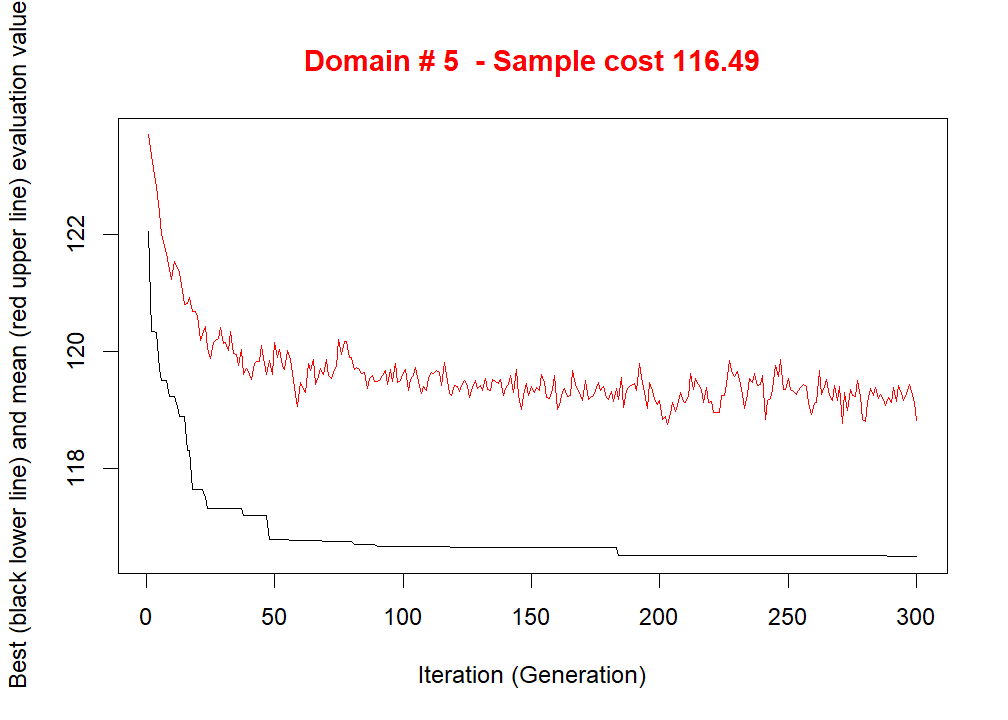 Domain # 5  - Sample cost 116.49
Best (black lower line) and mean (red upper line) evaluation value
122
120
118
0 50 100 150 200 250 300
Iteration (Generation)